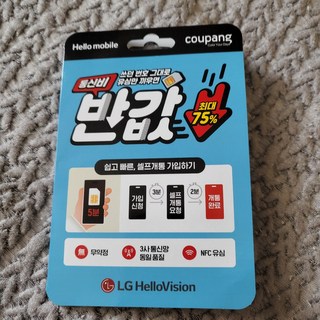 Hello mobile
coupang
쓰던 번호 그대로
유심만 끼우면
통신비
반값
최대
75%
쉽고 빠른, 셀프개통 가입하기
5분
가입
신청
3분
셀프
개통
요청
2분
개통
완료
無 무약정
3사 통신망
동일 품질
NFC 유심
LG HelloVision